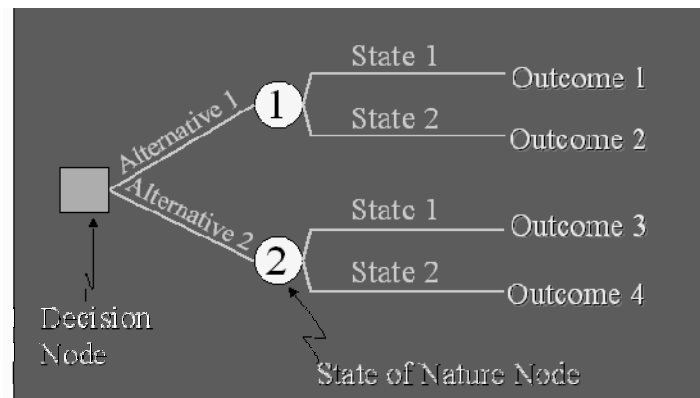 State 1
Outcome 1
Alternative 1
1
State 2
Outcome 2
Alternative 2
State 1
Outcome 3
2
State 2
Outcome 4
Decision
Node
State of Nature Node